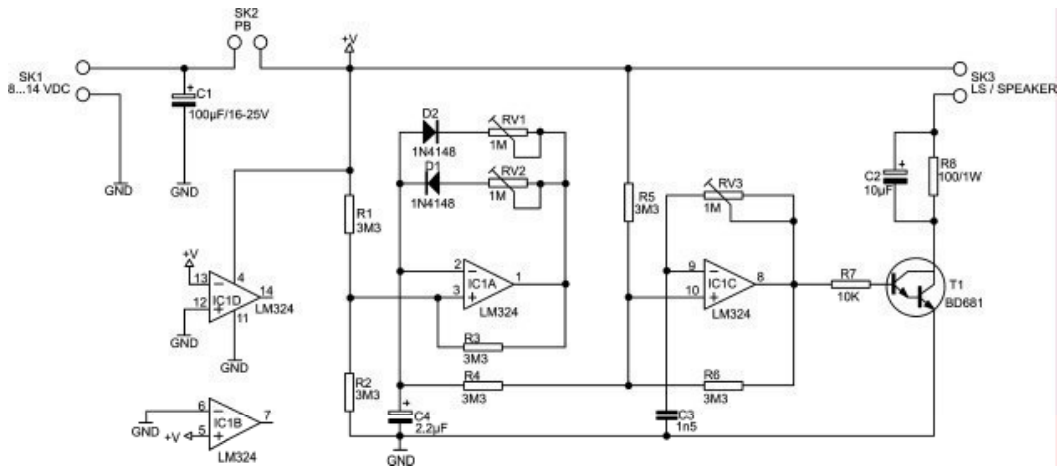 SK2
PB
+V
SK1
8...14 VDC
SK3
LS / SPEAKER
+
C1
100µF/16-25V
D2
1N4148
RV1
1M
D1
1N4148
RV2
1M
GND
GND
R1
3M3
R5
3M3
RV3
1M
+
C2
10µF
R8
100/1W
+V
13
12
4
IC1D
14
11
LM324
GND
GND
2
3
IC1A
1
LM324
9
10
IC1C
8
LM324
R7
10K
T1
BD681
R3
3M3
R2
3M3
R4
3M3
R6
3M3
GND
6
+V
5
IC1B
7
LM324
+
C4
2.2µF
GND
C3
1n5